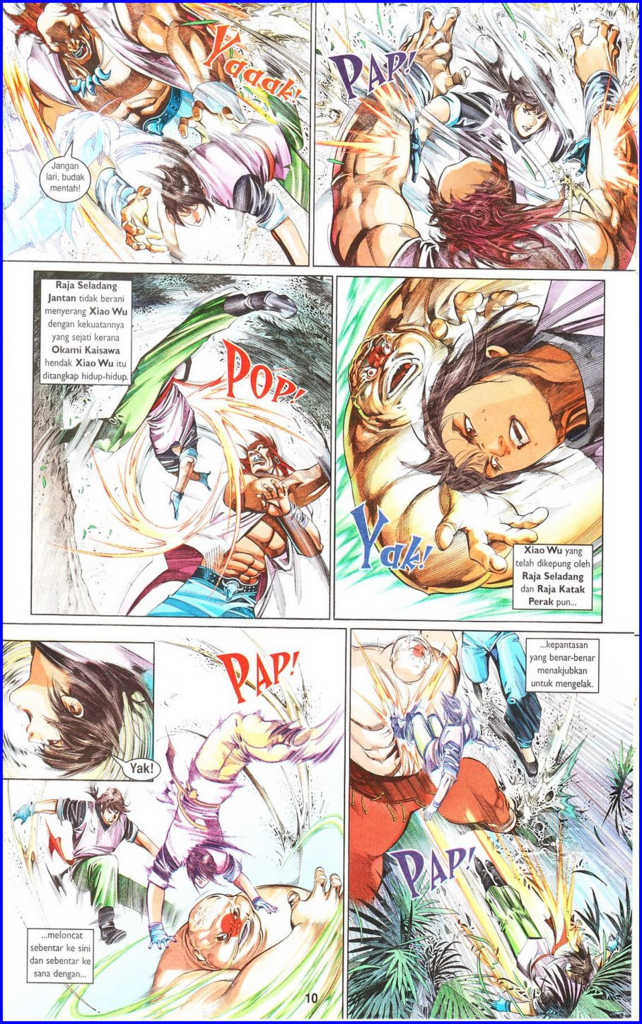 Yaaaak!
Jangan
lari, budak
mentah!
PAP!
Raja Seladang
Jantan tidak berani
menyerang Xiao Wu
dengan kekuatannya
yang sejati kerana
Okami Kaisawa
hendak Xiao Wu itu
ditangkap hidup-hidup.
POP!
Yak!
Xiao Wu yang
telah dikepung oleh
Raja Seladang
dan Raja Katak
Perak pun...
Yak!
PAP!
...meloncat
sebentar ke sini
dan sebentar ke
sana dengan...
...kepantasan
yang benar-benar
menakjubkan
untuk mengelak.
PAP!
10